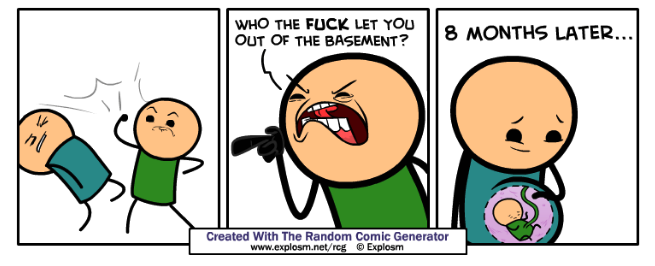 WHO THE FUCK LET YOU
OUT OF THE BASEMENT?
8 MONTHS LATER...
Created With The Random Comic Generator
www.explosm.net/rcg © Explosm